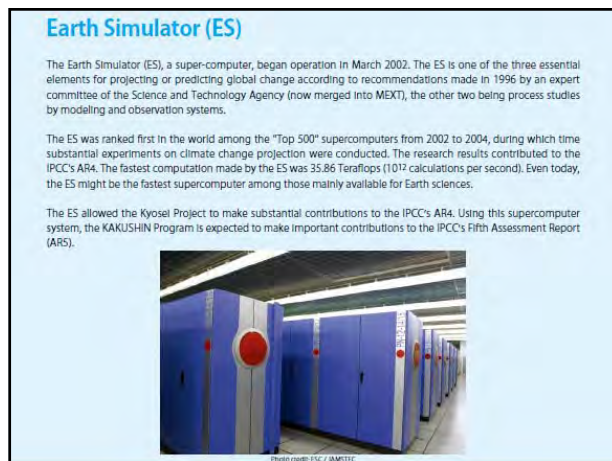 Earth Simulator (ES)
The Earth Simulator (ES), a super-computer, began operation in March 2002. The ES is one of the three essential
elements for projecting or predicting global change according to recommendations made in 1996 by an expert
committee of the Science and Technology Agency (now merged into MEXT), the other two being process studies
by modeling and observation systems.
The ES was ranked first in the world among the "Top 500" supercomputers from 2002 to 2004, during which time
substantial experiments on climate change projection were conducted. The research results contributed to the
IPCC's AR4. The fastest computation made by the ES was 35.86 Teraflops (10¹² calculations per second). Even today,
the ES might be the fastest supercomputer among those mainly available for Earth sciences.
The ES allowed the Kyosei Project to make substantial contributions to the IPCC's AR4. Using this supercomputer
system, the KAKUSHIN Program is expected to make important contributions to the IPCC's Fifth Assessment Report
(AR5).
Photo credit: ESC / JAMSTEC